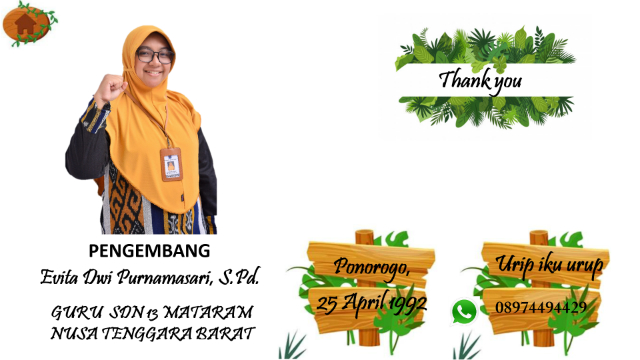 Thank you
PENGEMBANG
Evita Dwi Purnamasari, S.Pd.
GURU SDN 13 MATARAM
NUSA TENGGARA BARAT
Ponorogo,
25 April 1992
Urip iku urup
08974494429